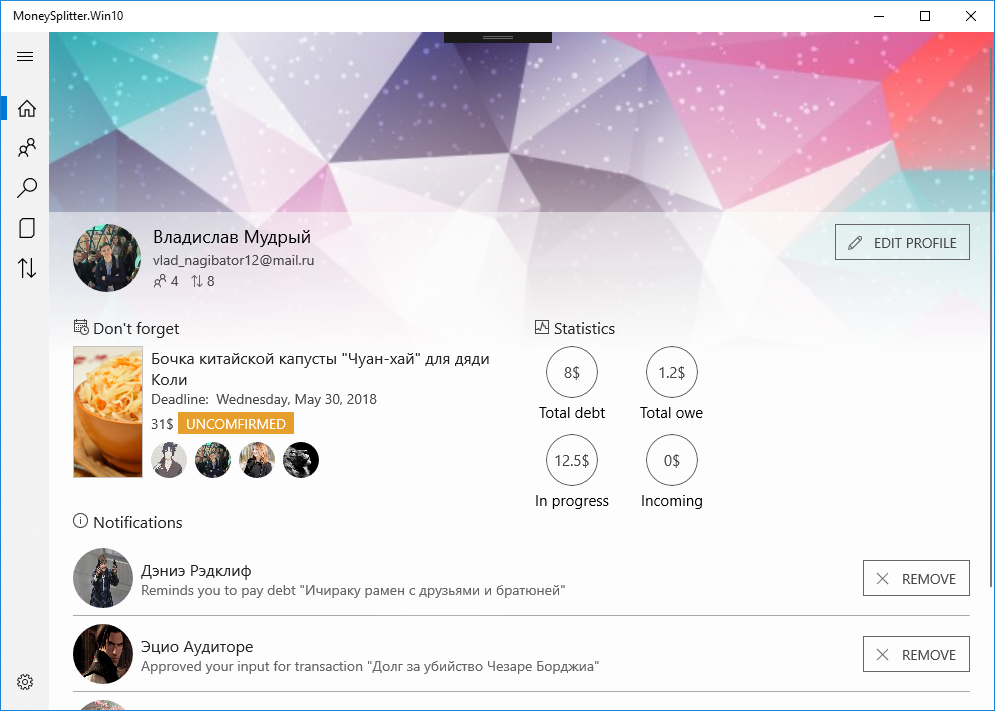 MoneySplitter.Win10
Владислав Мудрый
vlad_nagibator12@mail.ru
4 8
EDIT PROFILE
Don't forget
Бочка китайской капусты "Чуан-хай" для дяди
Коли
Deadline: Wednesday, May 30, 2018
31$ UNCOMFIRMED
Statistics
8$ 1.2$
Total debt Total owe
12.5$ 0$
In progress Incoming
Notifications
Дэниэ Рэдклиф
Reminds you to pay debt "Ичираку рамен с друзьями и братюней"
REMOVE
Эцио Аудиторе
Approved your input for transaction "Долг за убийство Чезаре Борджиа"
REMOVE